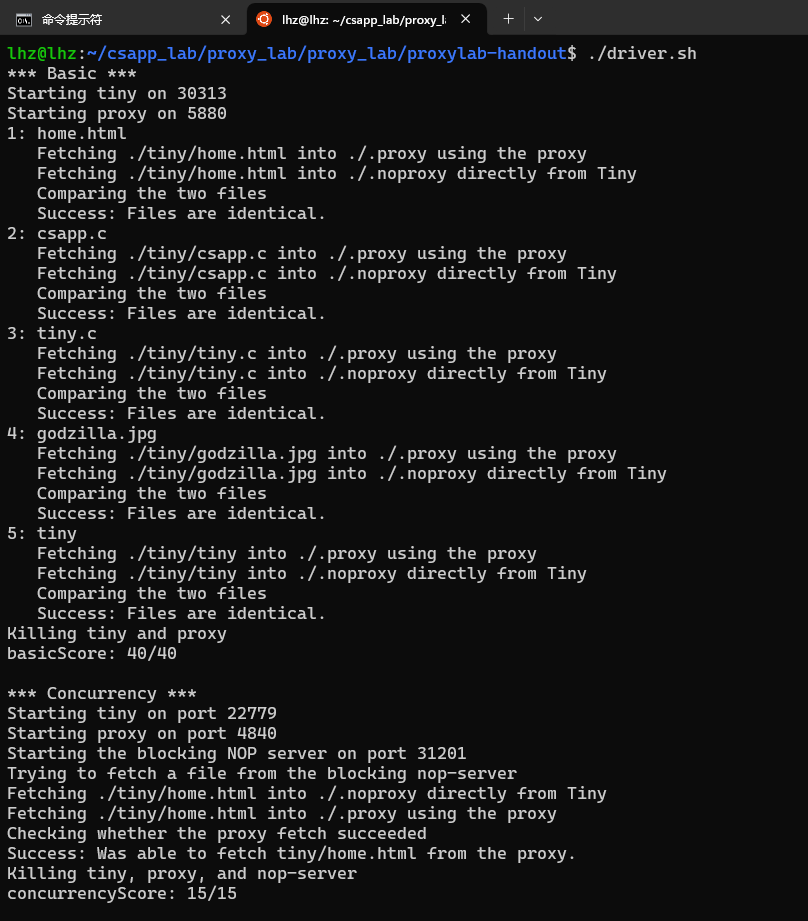 命令提示符
lhz@lhz: ~/csapp_lab/proxy_l
lhz@lhz:~/csapp_lab/proxy_lab/proxy_lab/proxylab-handout$ ./driver.sh
*** Basic ***
Starting tiny on 30313
Starting proxy on 5880
1: home.html
   Fetching ./tiny/home.html into ./.proxy using the proxy
   Fetching ./tiny/home.html into ./.noproxy directly from Tiny
   Comparing the two files
   Success: Files are identical.
2: csapp.c
   Fetching ./tiny/csapp.c into ./.proxy using the proxy
   Fetching ./tiny/csapp.c into ./.noproxy directly from Tiny
   Comparing the two files
   Success: Files are identical.
3: tiny.c
   Fetching ./tiny/tiny.c into ./.proxy using the proxy
   Fetching ./tiny/tiny.c into ./.noproxy directly from Tiny
   Comparing the two files
   Success: Files are identical.
4: godzilla.jpg
   Fetching ./tiny/godzilla.jpg into ./.proxy using the proxy
   Fetching ./tiny/godzilla.jpg into ./.noproxy directly from Tiny
   Comparing the two files
   Success: Files are identical.
5: tiny
   Fetching ./tiny/tiny into ./.proxy using the proxy
   Fetching ./tiny/tiny into ./.noproxy directly from Tiny
   Comparing the two files
   Success: Files are identical.
Killing tiny and proxy
basicScore: 40/40
*** Concurrency ***
Starting tiny on port 22779
Starting proxy on port 4840
Starting the blocking NOP server on port 31201
Trying to fetch a file from the blocking nop-server
Fetching ./tiny/home.html into ./.noproxy directly from Tiny
Fetching ./tiny/home.html into ./.proxy using the proxy
Checking whether the proxy fetch succeeded
Success: Was able to fetch tiny/home.html from the proxy.
Killing tiny, proxy, and nop-server
concurrencyScore: 15/15